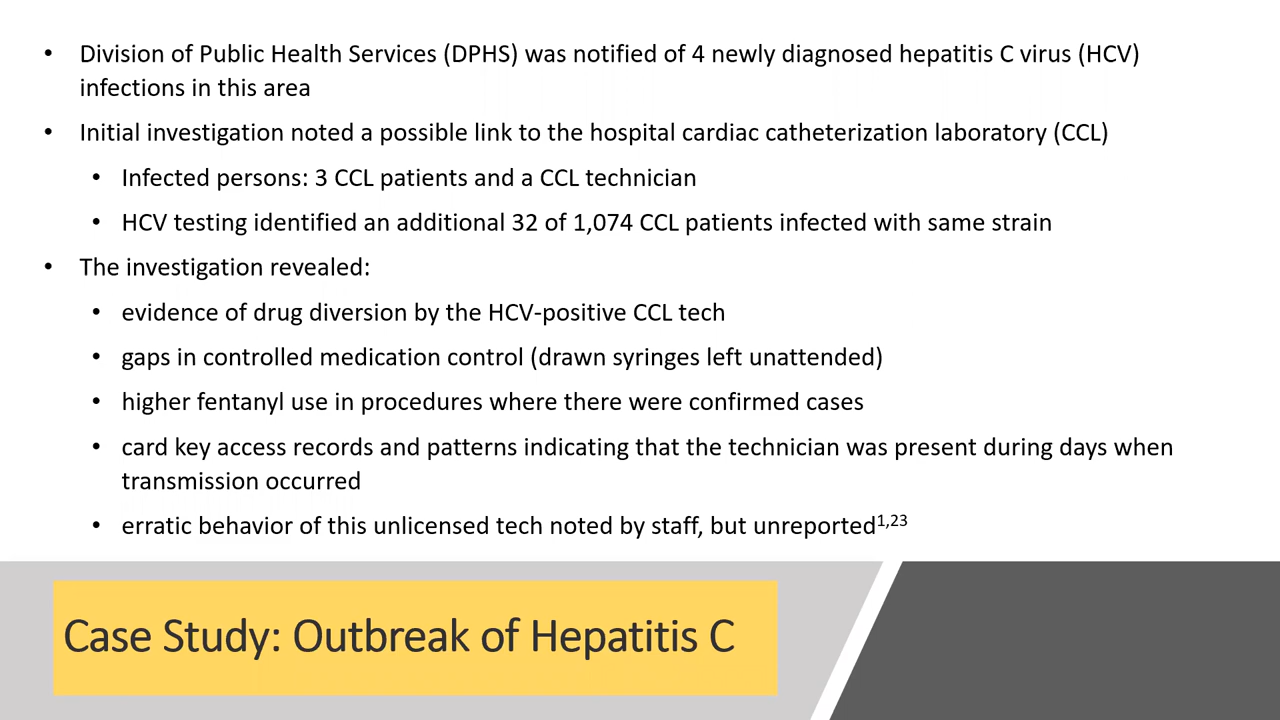 • Division of Public Health Services (DPHS) was notified of 4 newly diagnosed hepatitis C virus (HCV)
infections in this area
• Initial investigation noted a possible link to the hospital cardiac catheterization laboratory (CCL)
• Infected persons: 3 CCL patients and a CCL technician
• HCV testing identified an additional 32 of 1,074 CCL patients infected with same strain
• The investigation revealed:
• evidence of drug diversion by the HCV-positive CCL tech
• gaps in controlled medication control (drawn syringes left unattended)
• higher fentanyl use in procedures where there were confirmed cases
• card key access records and patterns indicating that the technician was present during days when
transmission occurred
• erratic behavior of this unlicensed tech noted by staff, but unreported1,23
Case Study: Outbreak of Hepatitis C